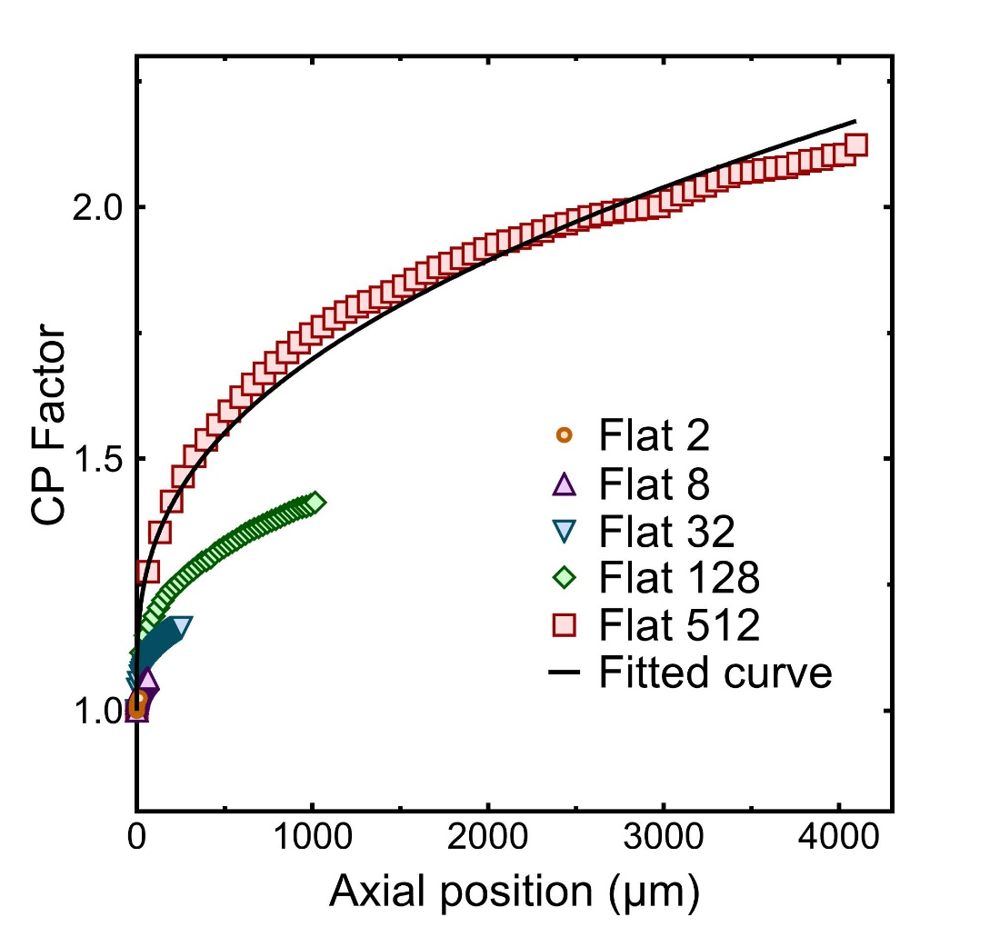 CP Factor
2.0
1.5
1.0
Flat 2
Flat 8
Flat 32
Flat 128
Flat 512
Fitted curve
0 1000 2000 3000 4000
Axial position (μm)